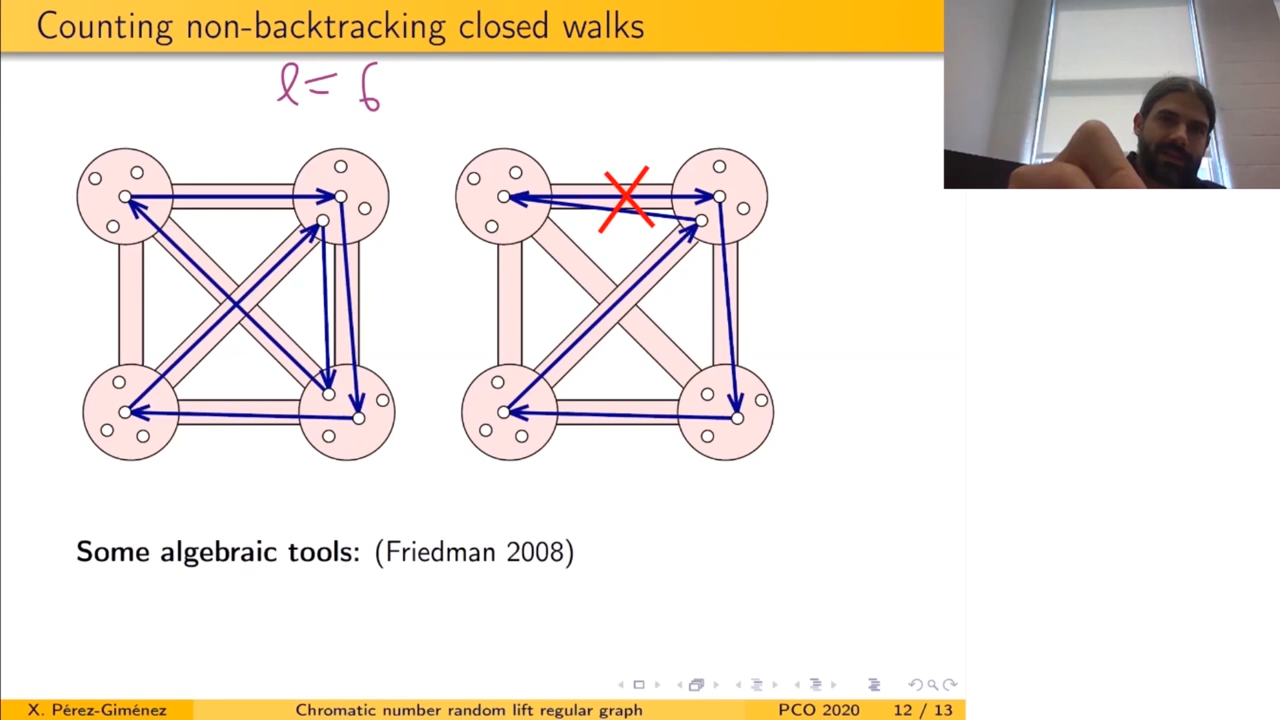 Counting non-backtracking closed walks
l = 6
Some algebraic tools: (Friedman 2008)
X. Pérez-Giménez Chromatic number random lift regular graph PCO 2020 12 / 13